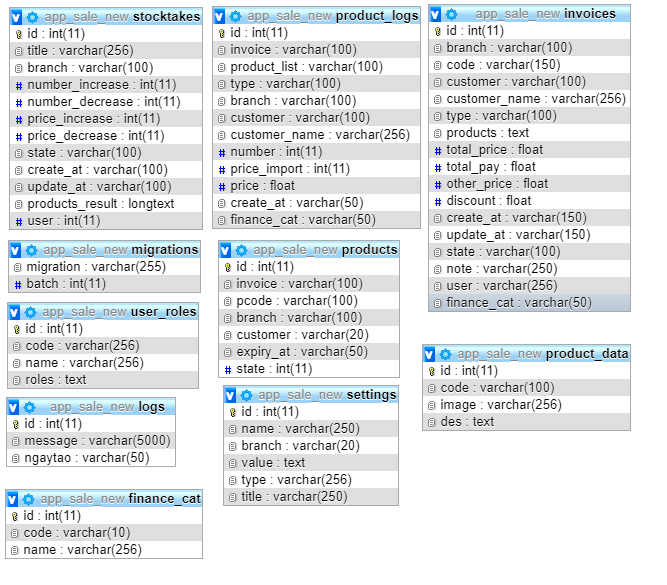 app_sale_new stocktakes
id : int(11)
title : varchar(256)
branch : varchar(100)
number_increase : int(11)
number_decrease : int(11)
price_increase : int(11)
price_decrease : int(11)
state : varchar(100)
create_at : varchar(100)
update_at : varchar(100)
products_result : longtext
user : int(11)
app_sale_new migrations
migration : varchar(255)
batch : int(11)
app_sale_new user_roles
id : int(11)
code : varchar(256)
name : varchar(256)
roles : text
app_sale_new logs
id : int(11)
message : varchar(5000)
ngaytao : varchar(50)
app_sale_new finance_cat
id : int(11)
code : varchar(10)
name : varchar(256)
app_sale_new product_logs
id : int(11)
invoice : varchar(100)
product_list : varchar(100)
type : varchar(100)
branch : varchar(100)
customer : varchar(100)
customer_name : varchar(256)
number : int(11)
price_import : int(11)
price : float
create_at : varchar(50)
finance_cat : varchar(50)
app_sale_new products
id : int(11)
invoice : varchar(100)
pcode : varchar(100)
branch : varchar(100)
customer : varchar(20)
expiry_at : varchar(50)
state : int(11)
app_sale_new settings
id : int(11)
name : varchar(250)
branch : varchar(20)
value : text
type : varchar(256)
title : varchar(250)
app_sale_new invoices
id : int(11)
branch : varchar(100)
code : varchar(150)
customer : varchar(100)
customer_name : varchar(256)
type : varchar(100)
products : text
total_price : float
total_pay : float
other_price : float
discount : float
create_at : varchar(150)
update_at : varchar(150)
state : varchar(100)
note : varchar(250)
user : varchar(256)
finance_cat : varchar(50)
app_sale_new product_data
id : int(11)
code : varchar(100)
image : varchar(256)
des : text